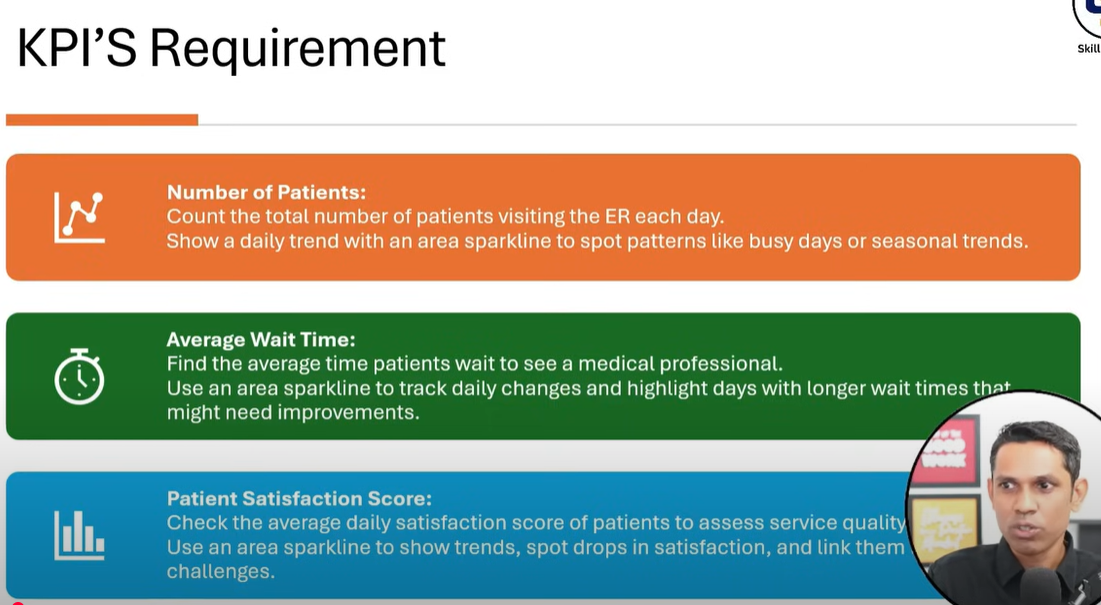 KPI'S Requirement
Skill
Number of Patients:
Count the total number of patients visiting the ER each day.
Show a daily trend with an area sparkline to spot patterns like busy days or seasonal trends.
Average Wait Time:
Find the average time patients wait to see a medical professional.
Use an area sparkline to track daily changes and highlight days with longer wait times that
might need improvements.
Patient Satisfaction Score:
Check the average daily satisfaction score of patients to assess service quality
Use an area sparkline to show trends, spot drops in satisfaction, and link them
challenges.